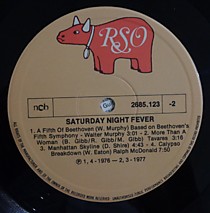 RSO
ncb
2685.123 -2
SATURDAY NIGHT FEVER
1. A Fifth Of Beethoven (W. Murphy) Based on Beethoven's
Fifth Symphony - Walter Murphy 3:01 - 2. More Than A
Woman (B. Gibb/R. Gibb/M. Gibb) Tavares 3:16
3. Manhattan Skyline (D. Shire) 4:43 - 4. Calypso
Breakdown (W. Eaton) Ralph McDonald 7:50
Ⓟ 1, 4 - 1976 - 2, 3 - 1977